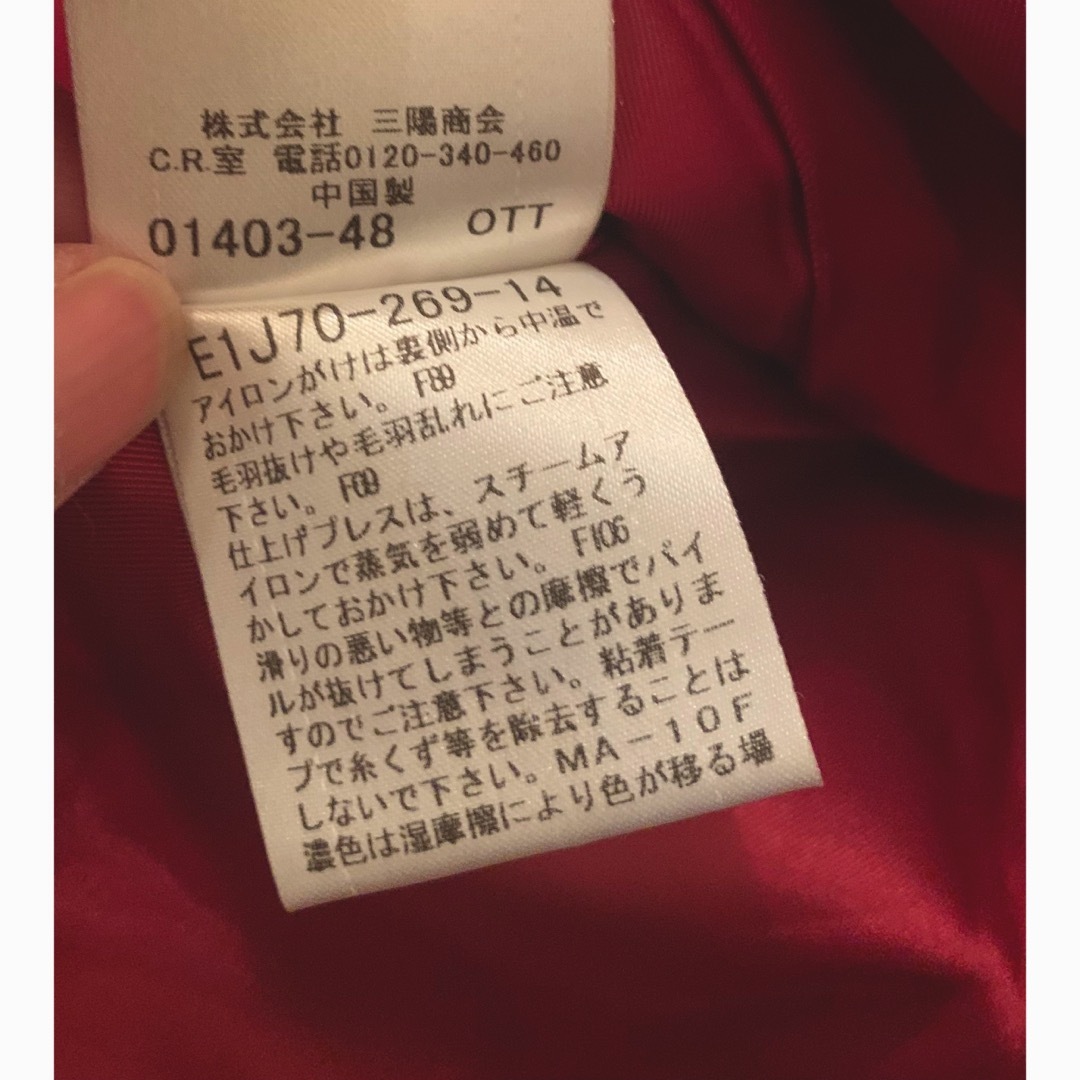 株式会社 三陽商会
C.R.室 電話0120-340-460
中国製
01403-48 OTT
E1J70-269-14
アイロンがけは裏側から中温で
おかけ下さい。 F89
毛羽抜けや毛羽乱れにご注意
下さい。 F69
仕上げプレスは、スチームア
イロンで蒸気を弱めて軽くう
かしておかけ下さい。 F106
滑りの悪い物等との摩擦でパイ
ルが抜けてしまうことがありま
すのでご注意下さい。粘着テー
プで糸くず等を除去することは
しないで下さい。MA-10F
濃色は湿摩擦により色が移る場